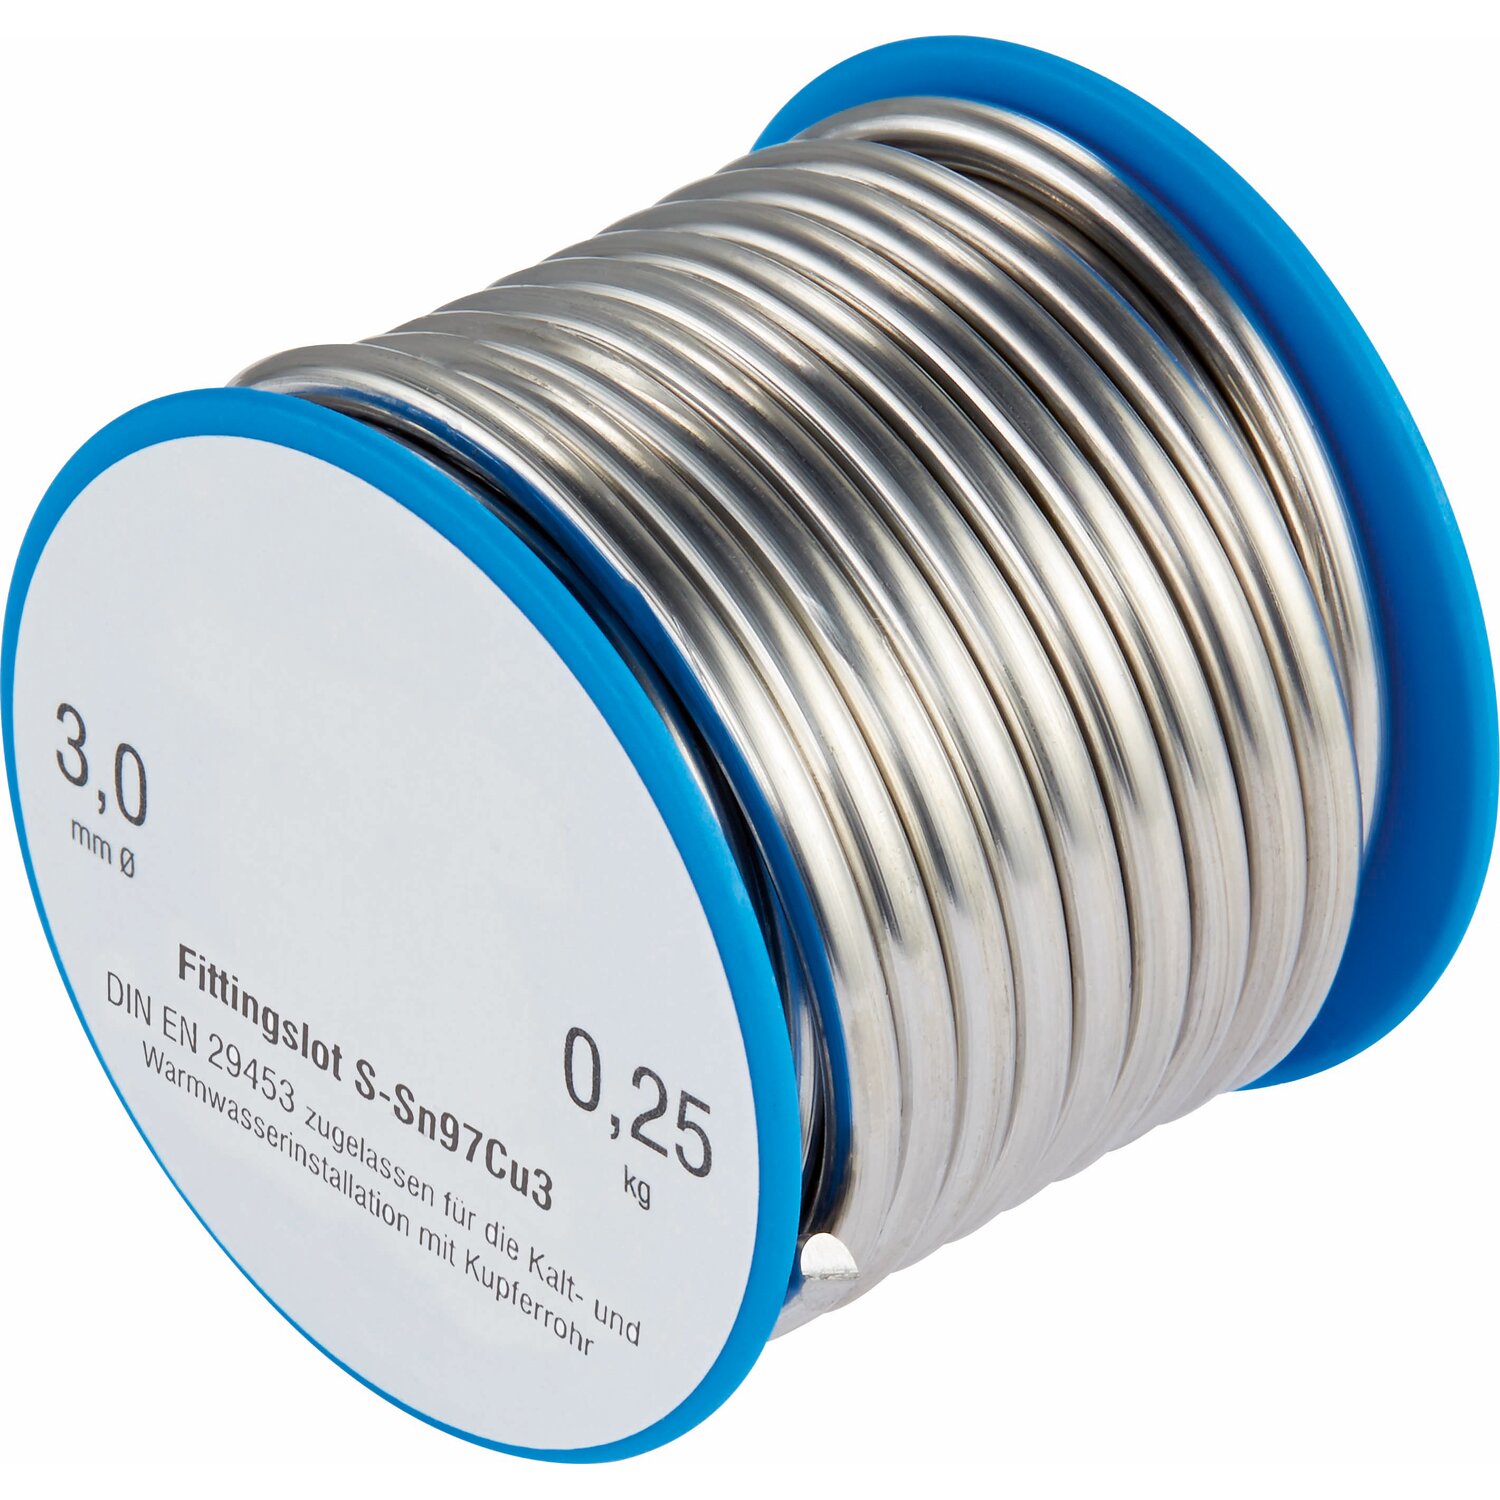 3,0
mm ø
Fittingslot S-Sn97Cu3
DIN EN 29453 zugelassen für die Kalt- und
Warmwasserinstallation mit Kupferrohr
0,25
kg